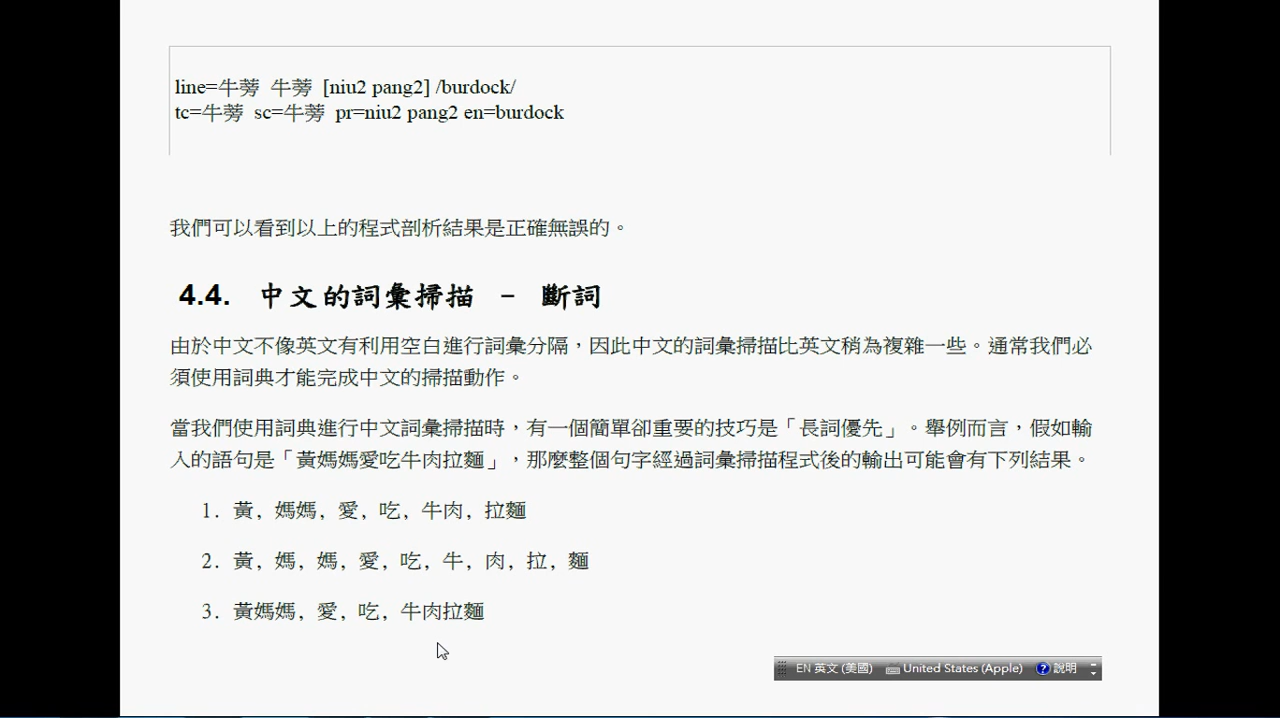 line=牛蒡 牛蒡 [niu2 pang2] /burdock/
tc=牛蒡 sc=牛蒡 pr=niu2 pang2 en=burdock
我們可以看到以上的程式剖析結果是正確無誤的。
4.4. 中文的詞彙掃描 － 斷詞
由於中文不像英文有利用空白進行詞彙分隔，因此中文的詞彙掃描比英文稍為複雜一些。通常我們必
須使用詞典才能完成中文的掃描動作。
當我們使用詞典進行中文詞彙掃描時，有一個簡單卻重要的技巧是「長詞優先」。舉例而言，假如輸
入的語句是「黃媽媽愛吃牛肉拉麵」，那麼整個句字經過詞彙掃描程式後的輸出可能會有下列結果。
1. 黃, 媽媽, 愛, 吃, 牛肉, 拉麵
2. 黃, 媽, 媽, 愛, 吃, 牛, 肉, 拉, 麵
3. 黃媽媽, 愛, 吃, 牛肉拉麵
EN 英文 (美國) United States (Apple) ? 說明